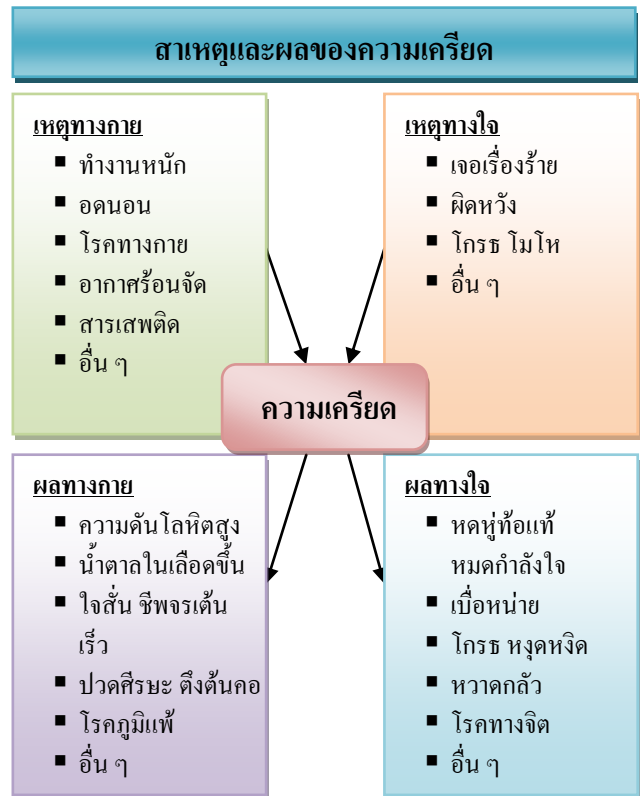 สาเหตุและผลของความเครียด
เหตุทางกาย
▪ ทำงานหนัก
▪ อดนอน
▪ โรคทางกาย
▪ อากาศร้อนจัด
▪ สารเสพติด
▪ อื่น ๆ
เหตุทางใจ
▪ เจอเรื่องร้าย
▪ ผิดหวัง
▪ โกรธ โมโห
▪ อื่น ๆ
ความเครียด
ผลทางกาย
▪ ความดันโลหิตสูง
▪ น้ำตาลในเลือดขึ้น
▪ ใจสั่น ชีพจรเต้น
เร็ว
▪ ปวดศีรษะ ตึงต้นคอ
▪ โรคภูมิแพ้
▪ อื่น ๆ
ผลทางใจ
▪ หดหู่ท้อแท้
หมดกำลังใจ
▪ เบื่อหน่าย
▪ โกรธ หงุดหงิด
▪ หวาดกลัว
▪ โรคทางจิต
▪ อื่น ๆ